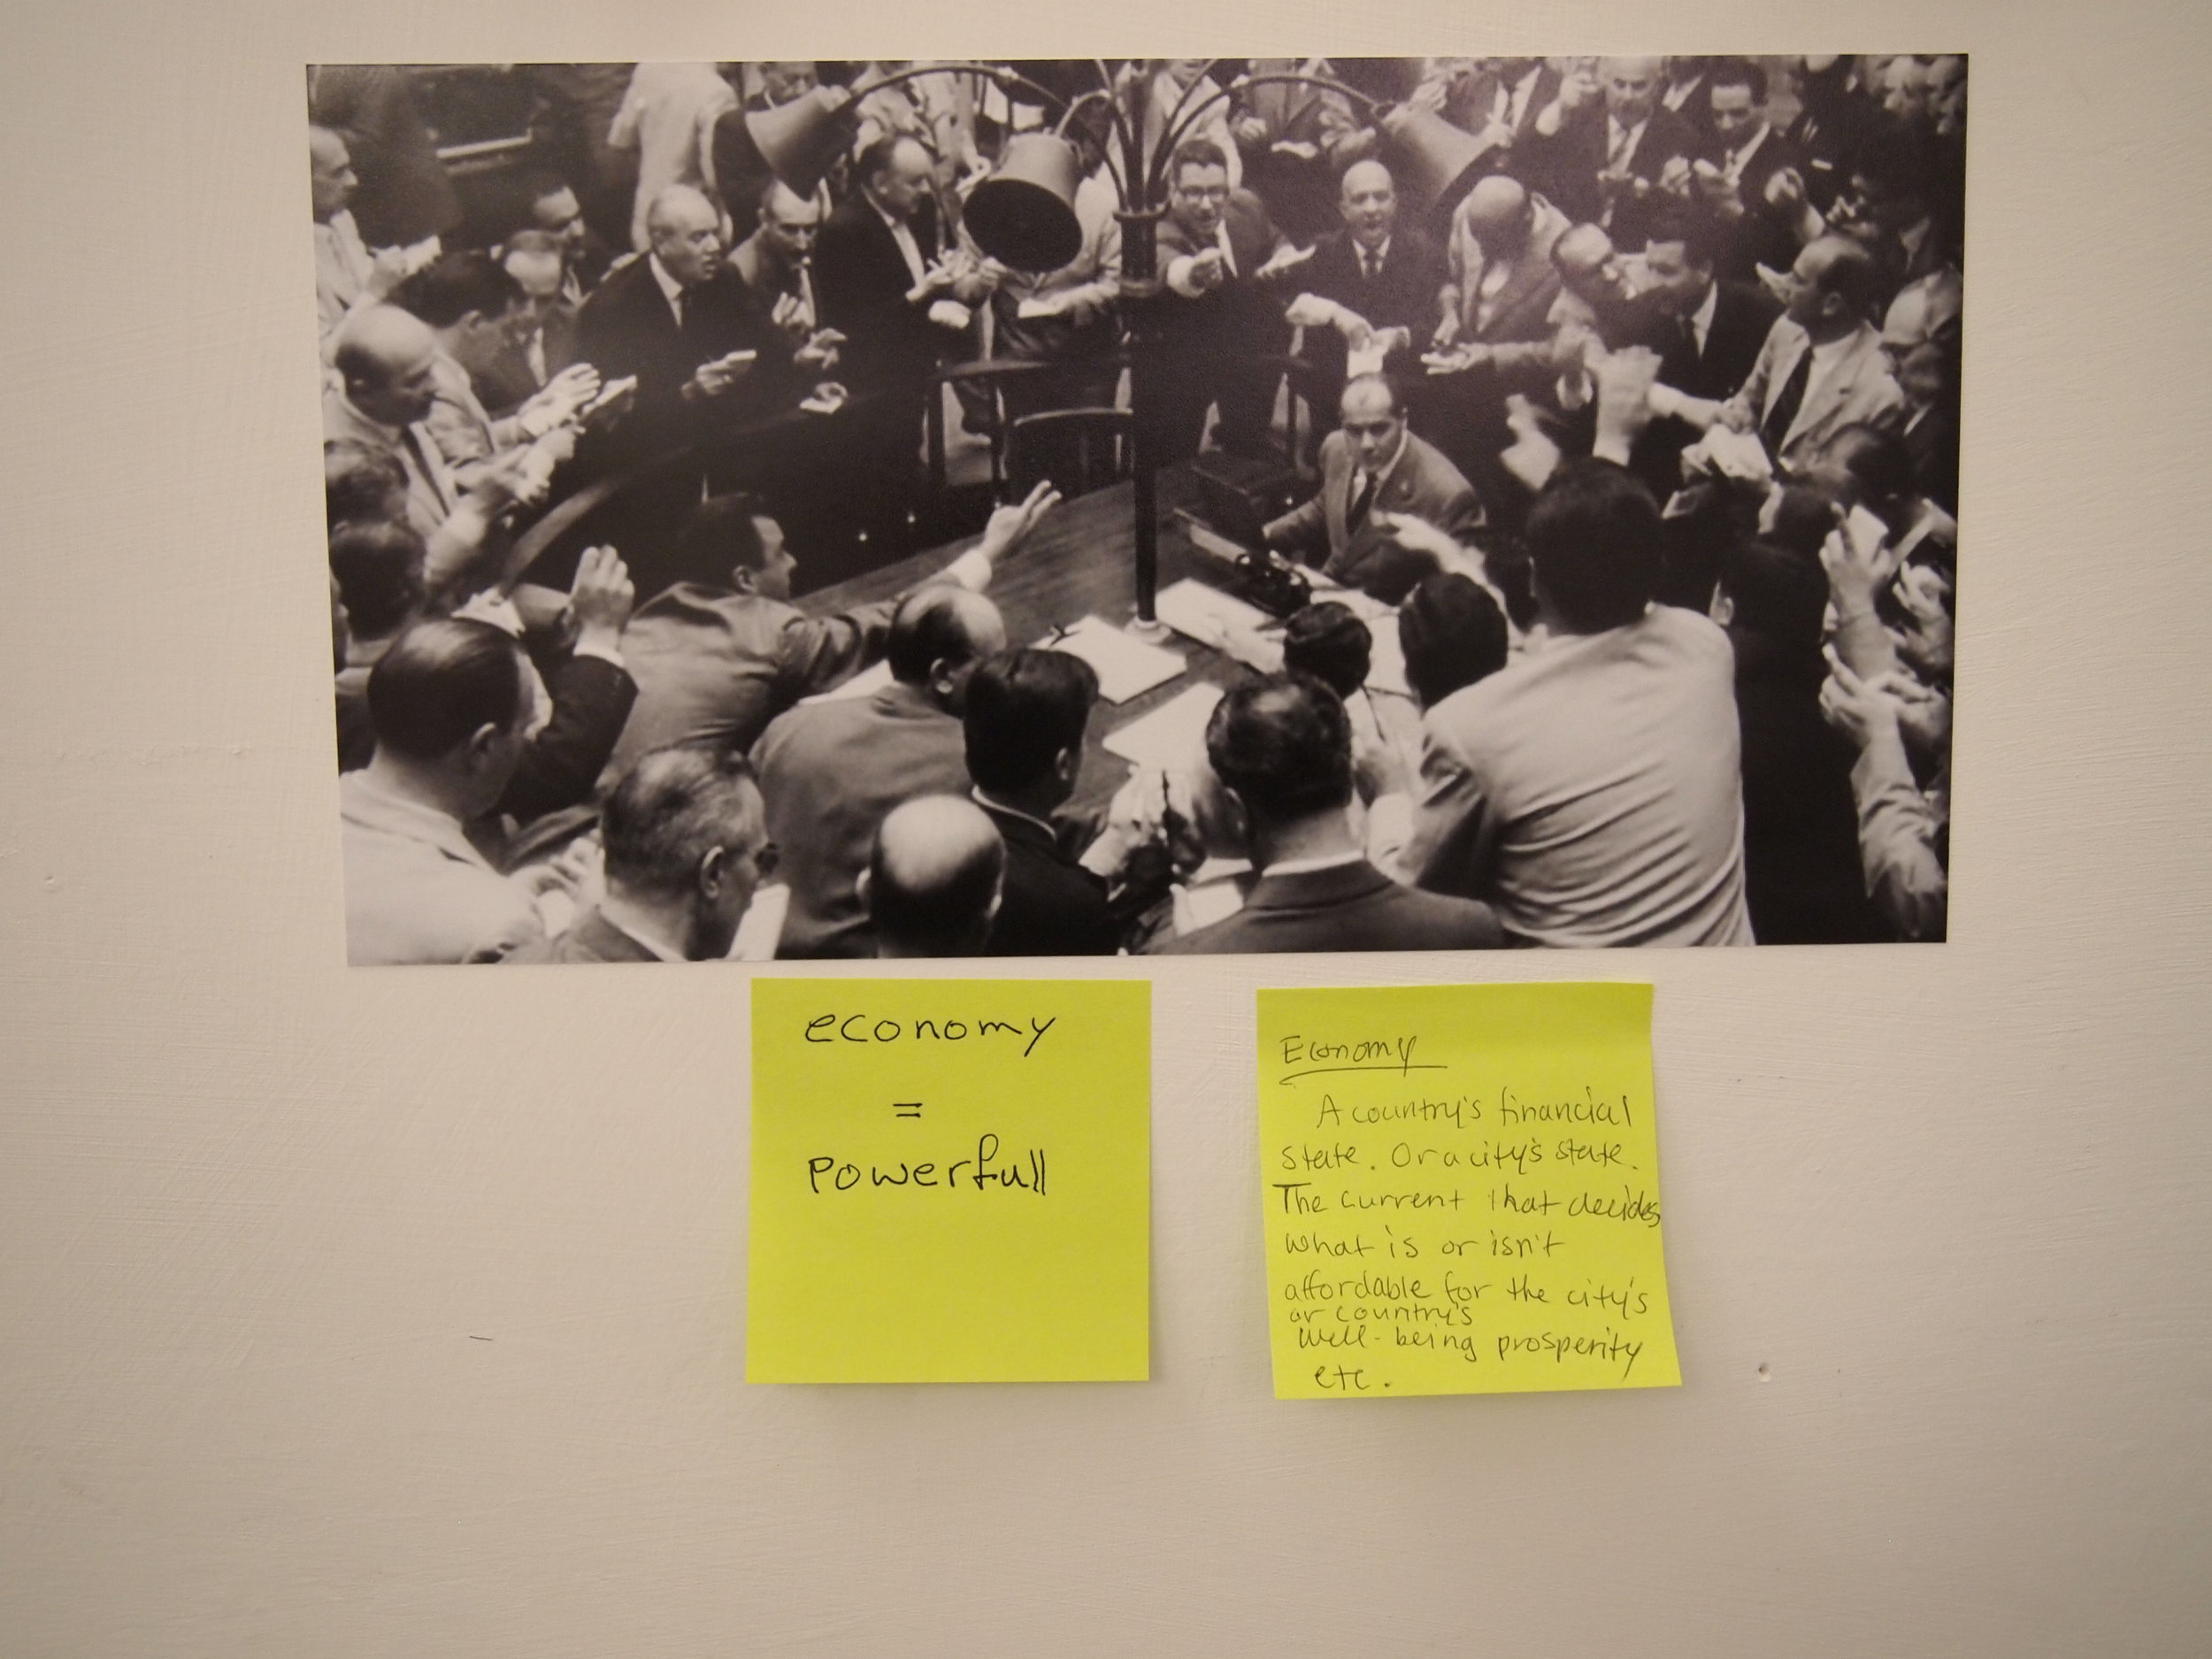 economy
=
Powerfull
Economy
A country's financial
state. Or a city's state.
The current that decides
what is or isn't
affordable for the city's
or country's
well-being prosperity
etc.